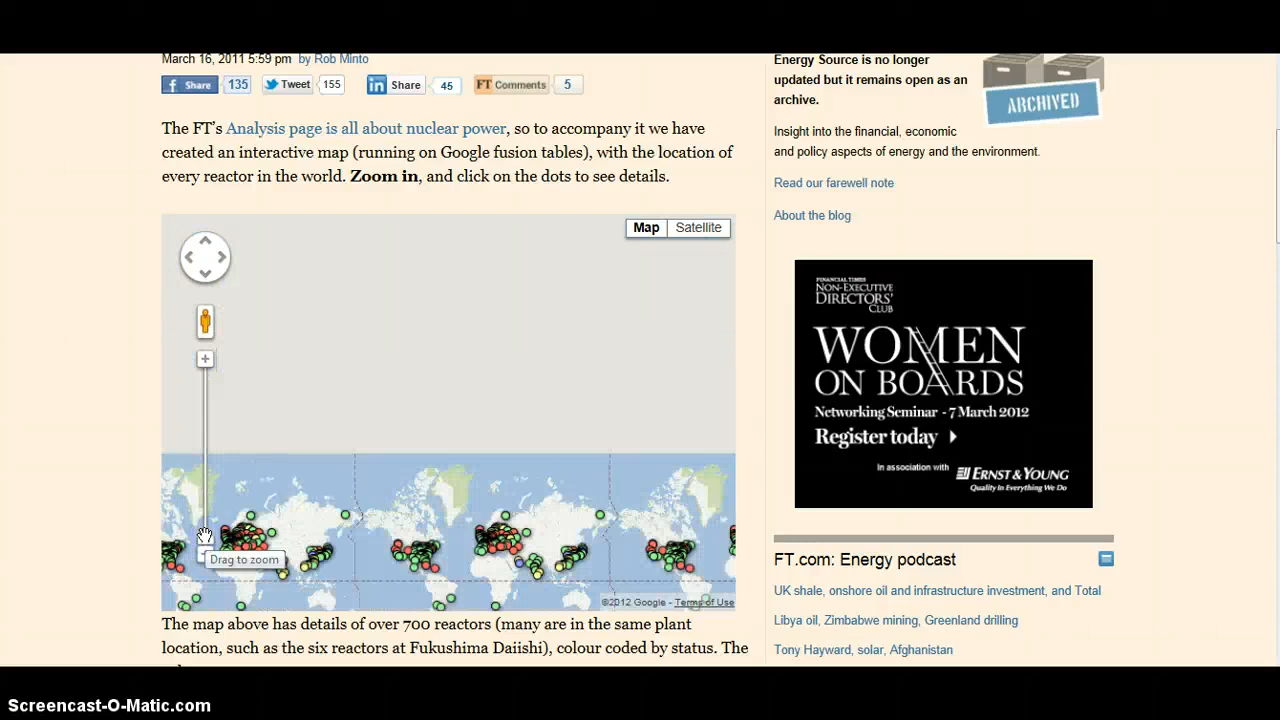 March 16, 2011 5:59 pm by Rob Minto
Share 135 Tweet 155 in Share 45 FT Comments 5
The FT's Analysis page is all about nuclear power, so to accompany it we have
created an interactive map (running on Google fusion tables), with the location of
every reactor in the world. Zoom in, and click on the dots to see details.
Map Satellite
Drag to zoom
©2012 Google - Terms of Use
The map above has details of over 700 reactors (many are in the same plant
location, such as the six reactors at Fukushima Daiishi), colour coded by status. The
Energy Source is no longer
updated but it remains open as an
archive.
ARCHIVED
Insight into the financial, economic
and policy aspects of energy and the environment.
Read our farewell note
About the blog
FINANCIAL TIMES
NON-EXECUTIVE
DIRECTORS'
CLUB
WOMEN
ON BOARDS
Networking Seminar - 7 March 2012
Register today
In association with ERNST & YOUNG
Quality In Everything We Do
FT.com: Energy podcast
UK shale, onshore oil and infrastructure investment, and Total
Libya oil, Zimbabwe mining, Greenland drilling
Tony Hayward, solar, Afghanistan
Screencast-O-Matic.com